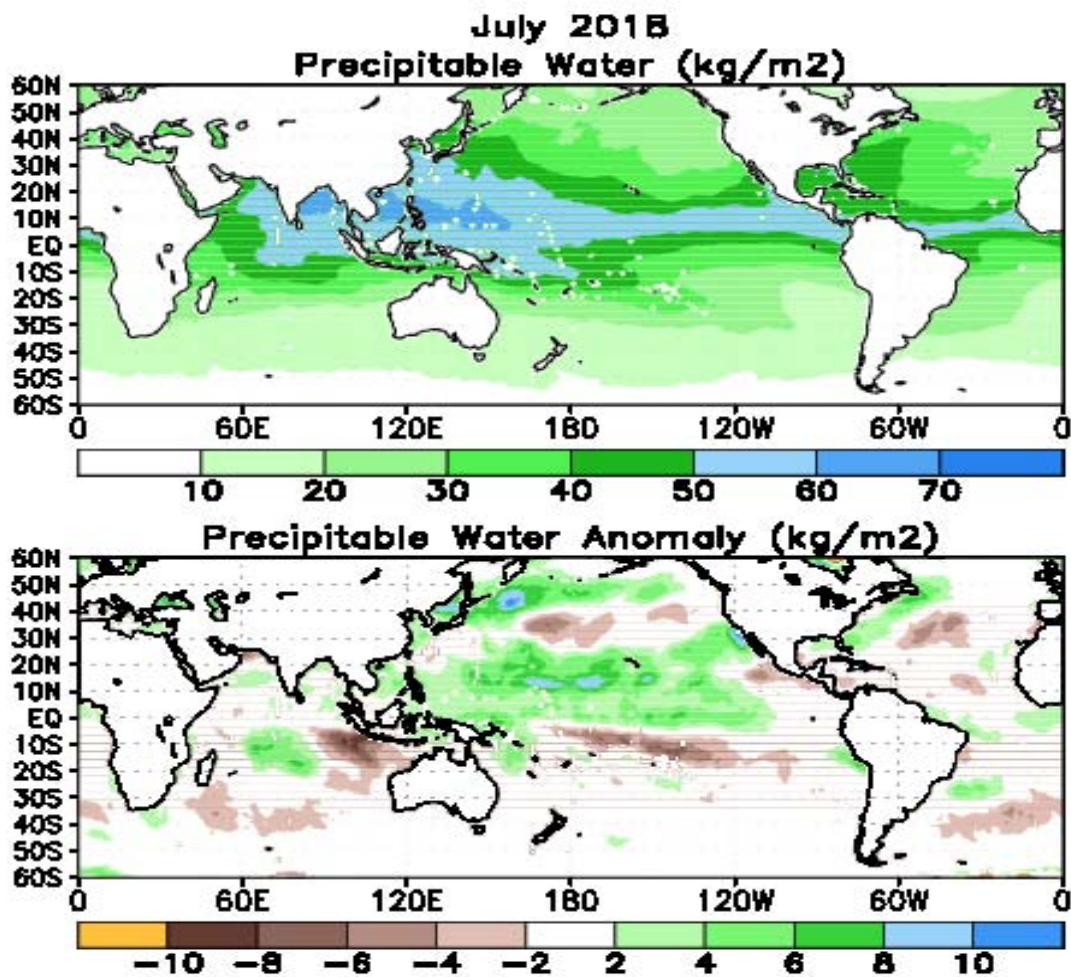 July 2018
Precipitable Water (kg/m2)
60N
50N
40N
30N
20N
10N
EQ
10S
20S
30S
40S
50S
60S
0 60E 120E 180 120W 60W 0
10 20 30 40 50 60 70
Precipitable Water Anomaly (kg/m2)
60N
50N
40N
30N
20N
10N
EQ
10S
20S
30S
40S
50S
60S
0 60E 120E 180 120W 60W 0
-10 -8 -6 -4 -2 2 4 6 8 10